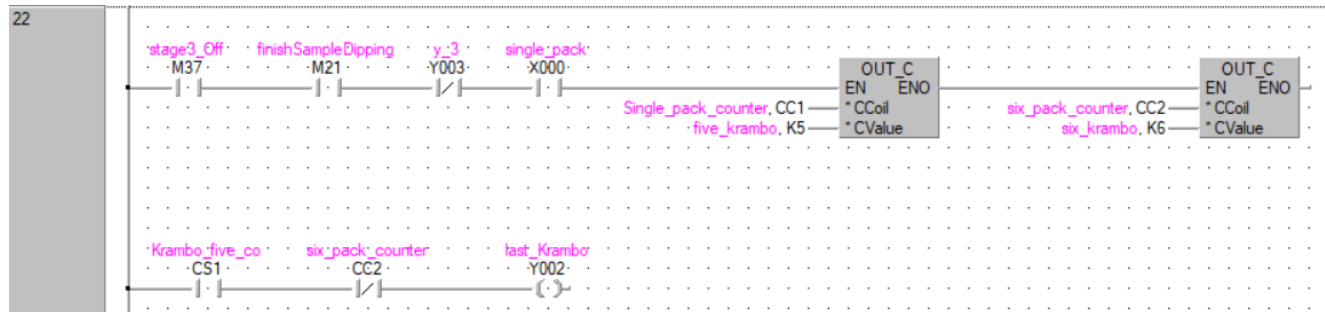 22
stage3_Off finishSampleDipping y_3 single_pack
M37 M21 Y003 X000 OUT_C OUT_C
EN ENO EN ENO
Single_pack_counter, CC1 * CCoil six_pack_counter, CC2 * CCoil
five_krambo, K5 * CValue six_krambo, K6 * CValue
Krambo_five_co six_pack_counter last_Krambo
CS1 CC2 Y002